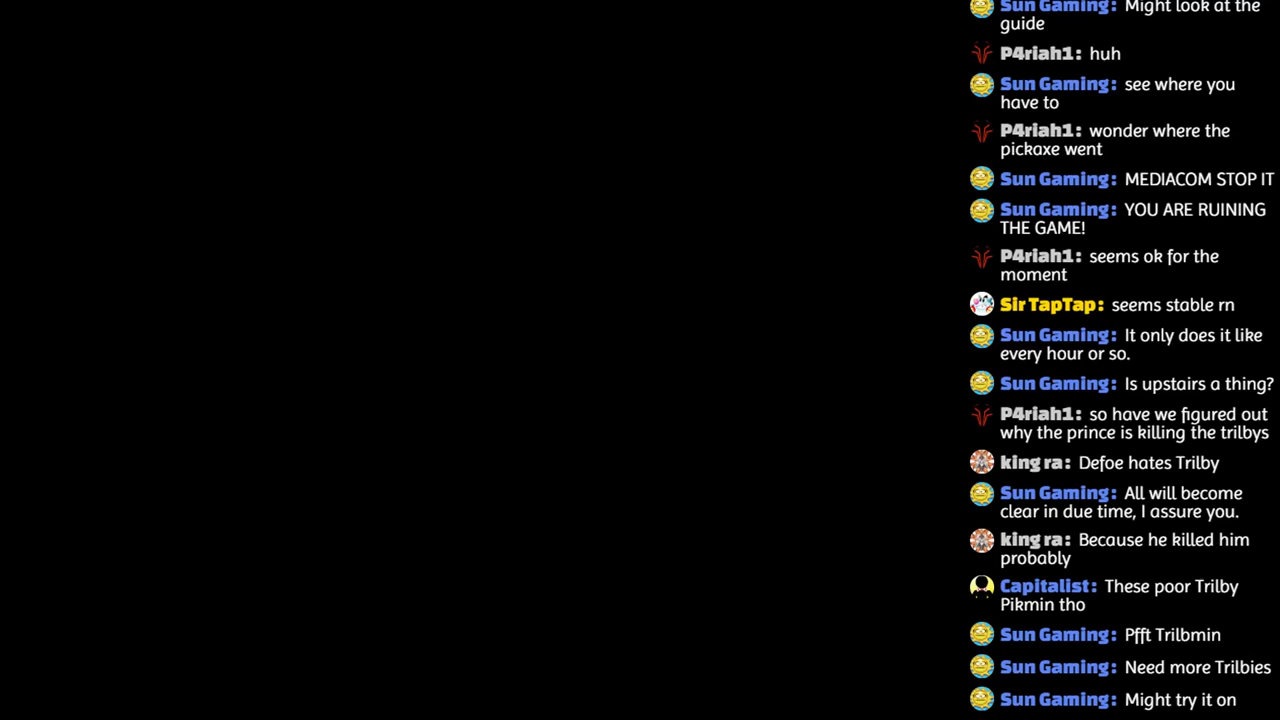 Sun Gaming: Might look at the
guide
P4riah1: huh
Sun Gaming: see where you
have to
P4riah1: wonder where the
pickaxe went
Sun Gaming: MEDIACOM STOP IT
Sun Gaming: YOU ARE RUINING
THE GAME!
P4riah1: seems ok for the
moment
Sir TapTap: seems stable rn
Sun Gaming: It only does it like
every hour or so.
Sun Gaming: Is upstairs a thing?
P4riah1: so have we figured out
why the prince is killing the trilbys
king ra: Defoe hates Trilby
Sun Gaming: All will become
clear in due time, I assure you.
king ra: Because he killed him
probably
Capitalist: These poor Trilby
Pikmin tho
Sun Gaming: Pfft Trilbmin
Sun Gaming: Need more Trilbies
Sun Gaming: Might try it on